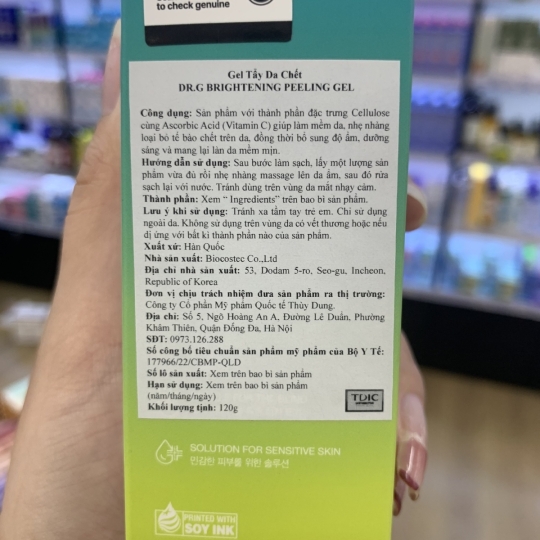 to check genuine
Gel Tẩy Da Chết
DR.G BRIGHTENING PEELING GEL
Công dụng: Sản phẩm với thành phần đặc trưng Cellulose
cùng Ascorbic Acid (Vitamin C) giúp làm mềm da, nhẹ nhàng
loại bỏ tế bào chết trên da, đồng thời bổ sung độ ẩm, dưỡng
sáng và mang lại làn da mềm mịn.
Hướng dẫn sử dụng: Sau bước làm sạch, lấy một lượng sản
phẩm vừa đủ rồi nhẹ nhàng massage lên da ẩm, sau đó rửa
sạch lại với nước. Tránh dùng trên vùng da mắt nhạy cảm.
Thành phần: Xem “ Ingredients” trên bao bì sản phẩm.
Lưu ý khi sử dụng: Tránh xa tầm tay trẻ em. Chỉ sử dụng
ngoài da. Không sử dụng trên vùng da có vết thương hoặc nếu
dị ứng với bất kì thành phần nào của sản phẩm.
Xuất xứ: Hàn Quốc
Nhà sản xuất: Biocostec Co.,Ltd
Địa chỉ nhà sản xuất: 53, Dodam 5-ro, Seo-gu, Incheon,
Republic of Korea
Đơn vị chịu trách nhiệm đưa sản phẩm ra thị trường:
Công ty Cổ phần Mỹ phẩm Quốc tế Thùy Dung.
Địa chỉ: Số 5, Ngõ Hoàng An A, Đường Lê Duẩn, Phường
Khâm Thiên, Quận Đống Đa, Hà Nội
SĐT: 0973.126.288
Số công bố tiêu chuẩn sản phẩm mỹ phẩm của Bộ Y Tế:
177966/22/CBMP-QLD
Số lô sản xuất: Xem trên bao bì sản phẩm
Hạn sử dụng: Xem trên bao bì sản phẩm
(năm/tháng/ngày)
Khối lượng tịnh: 120g
TDIC
SOLUTION FOR SENSITIVE SKIN
민감한 피부를 위한 솔루션
PRINTED WITH
SOY INK